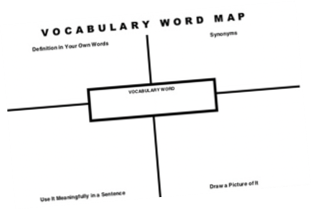 VOCABULARY WORD MAP
Definition in Your Own Words
Synonyms
VOCABULARY WORD
Use It Meaningfully in a Sentence
Draw a Picture of It